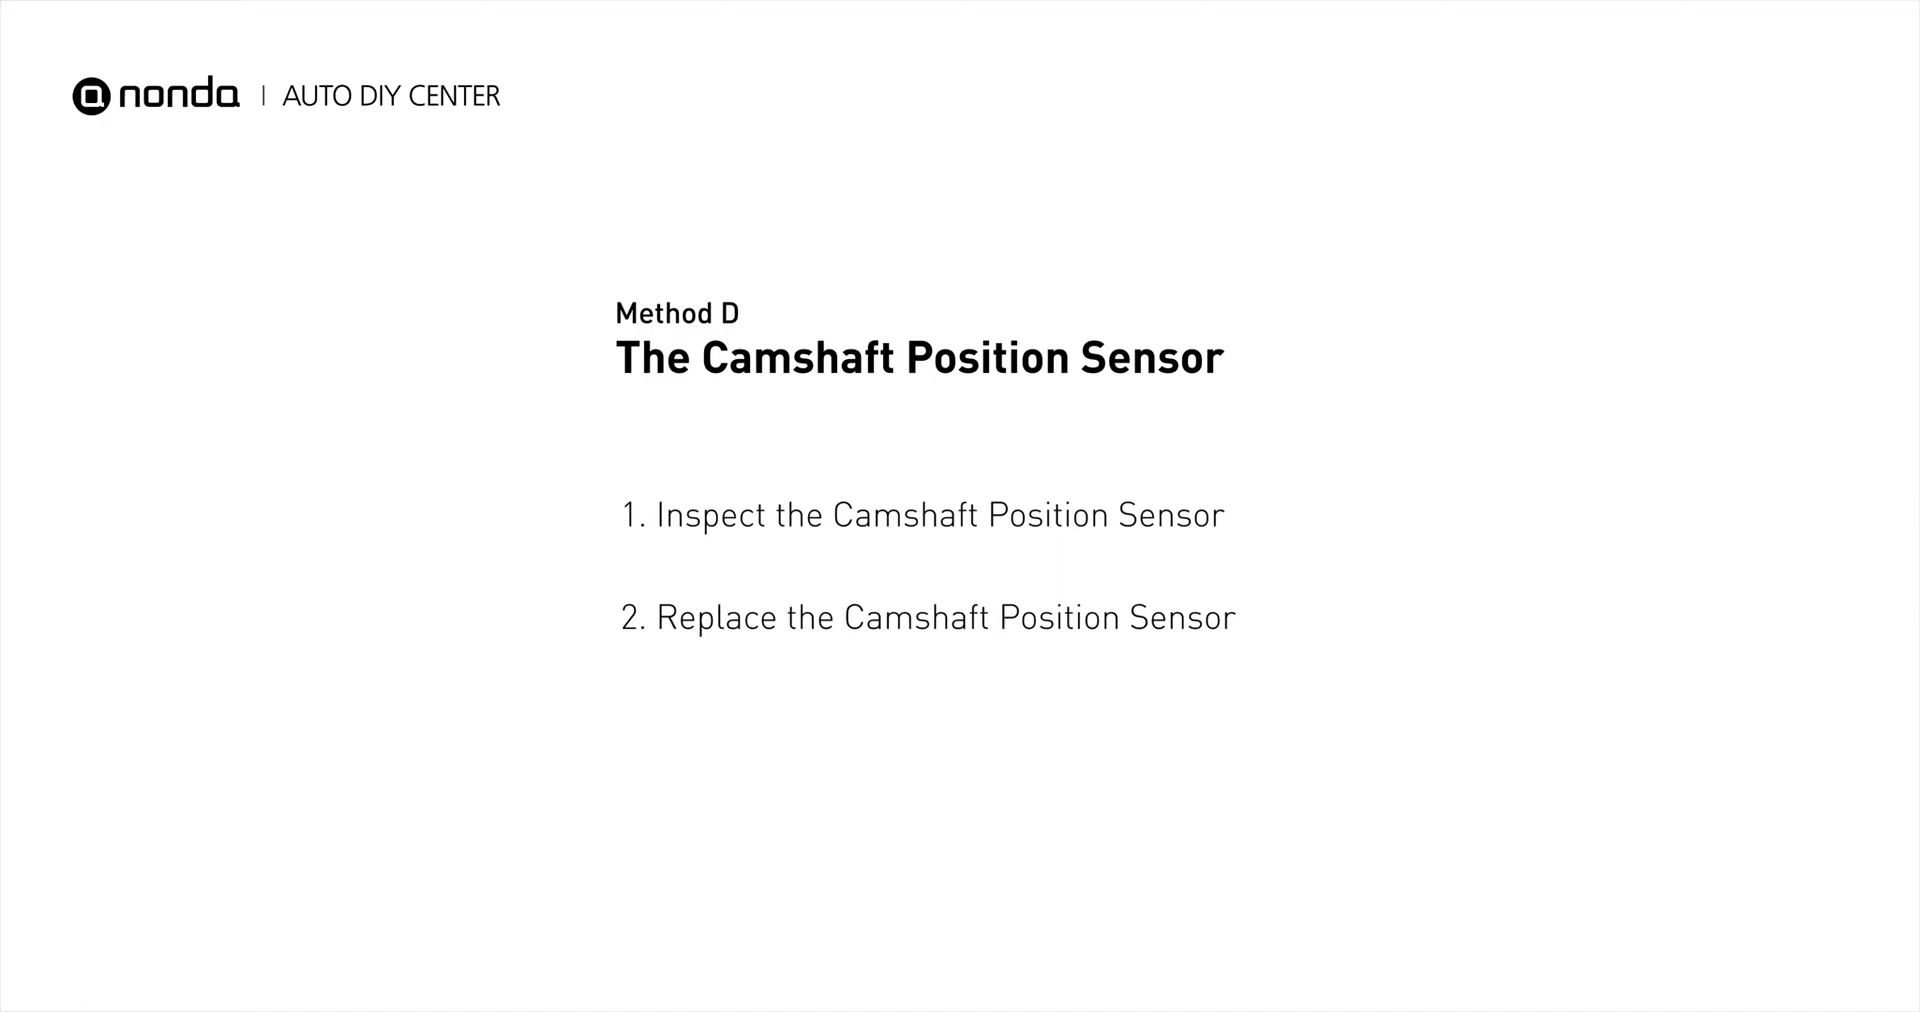 nonda | AUTO DIY CENTER
Method D
The Camshaft Position Sensor
1. Inspect the Camshaft Position Sensor
2. Replace the Camshaft Position Sensor